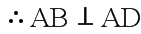 ∴ AB ⊥ AD